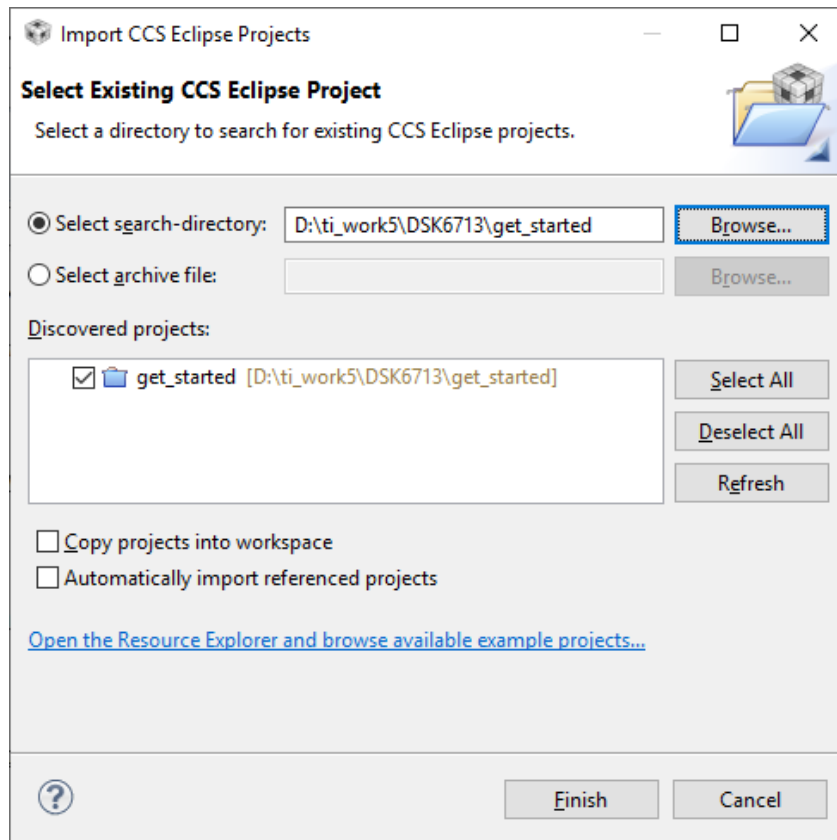 Import CCS Eclipse Projects
Select Existing CCS Eclipse Project
Select a directory to search for existing CCS Eclipse projects.
Select search-directory: D:\ti_work5\DSK6713\get_started Browse...
Select archive file: Browse...
Discovered projects:
get_started [D:\ti_work5\DSK6713\get_started]
Select All
Deselect All
Refresh
Copy projects into workspace
Automatically import referenced projects
Open the Resource Explorer and browse available example projects...
? Finish Cancel